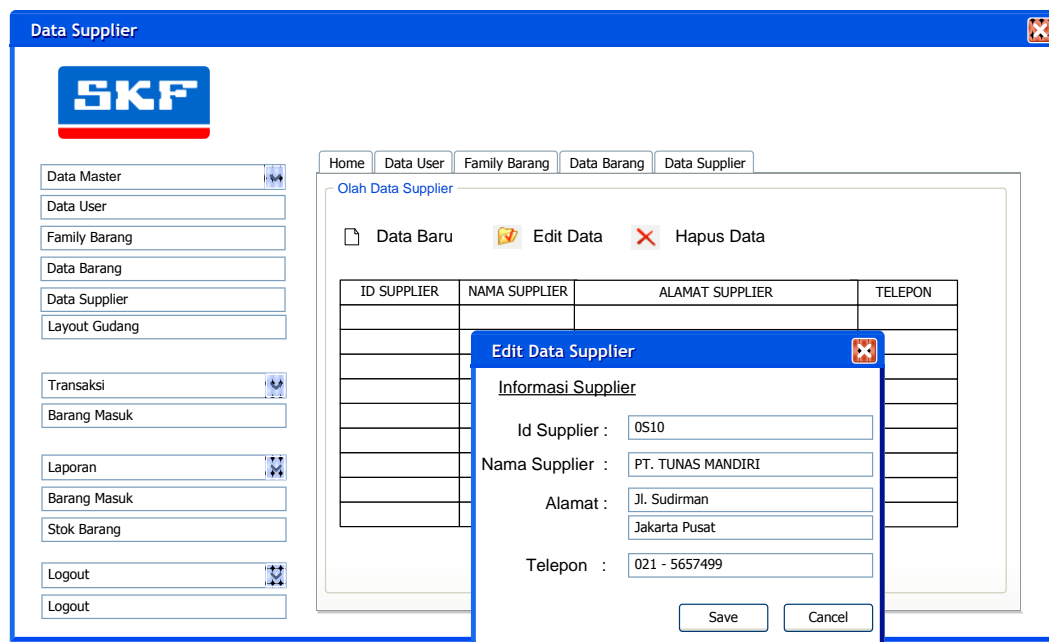 Data Supplier
SKF
Data Master
Data User
Family Barang
Data Barang
Data Supplier
Layout Gudang
Transaksi
Barang Masuk
Laporan
Barang Masuk
Stok Barang
Logout
Logout
Home Data User Family Barang Data Barang Data Supplier
Olah Data Supplier
Data Baru Edit Data Hapus Data
ID SUPPLIER NAMA SUPPLIER ALAMAT SUPPLIER TELEPON
Edit Data Supplier
Informasi Supplier
Id Supplier : 0S10
Nama Supplier : PT. TUNAS MANDIRI
Alamat : Jl. Sudirman
Jakarta Pusat
Telepon : 021 - 5657499
Save Cancel